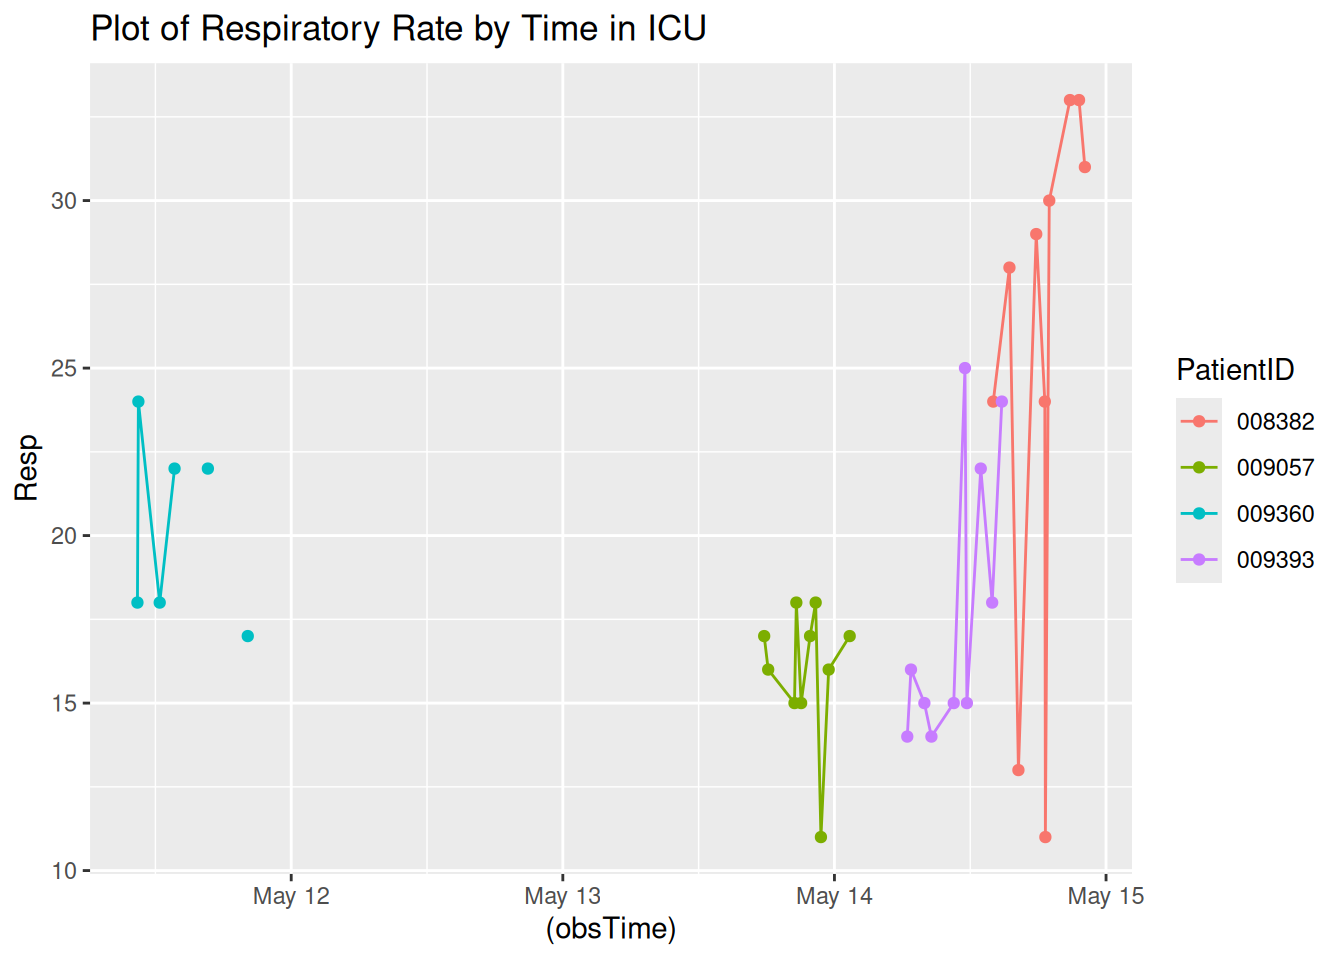 Plot of Respiratory Rate by Time in ICU
Resp
30
25
20
15
10
May 12
May 13
May 14
May 15
(obsTime)
PatientID
008382
009057
009360
009393